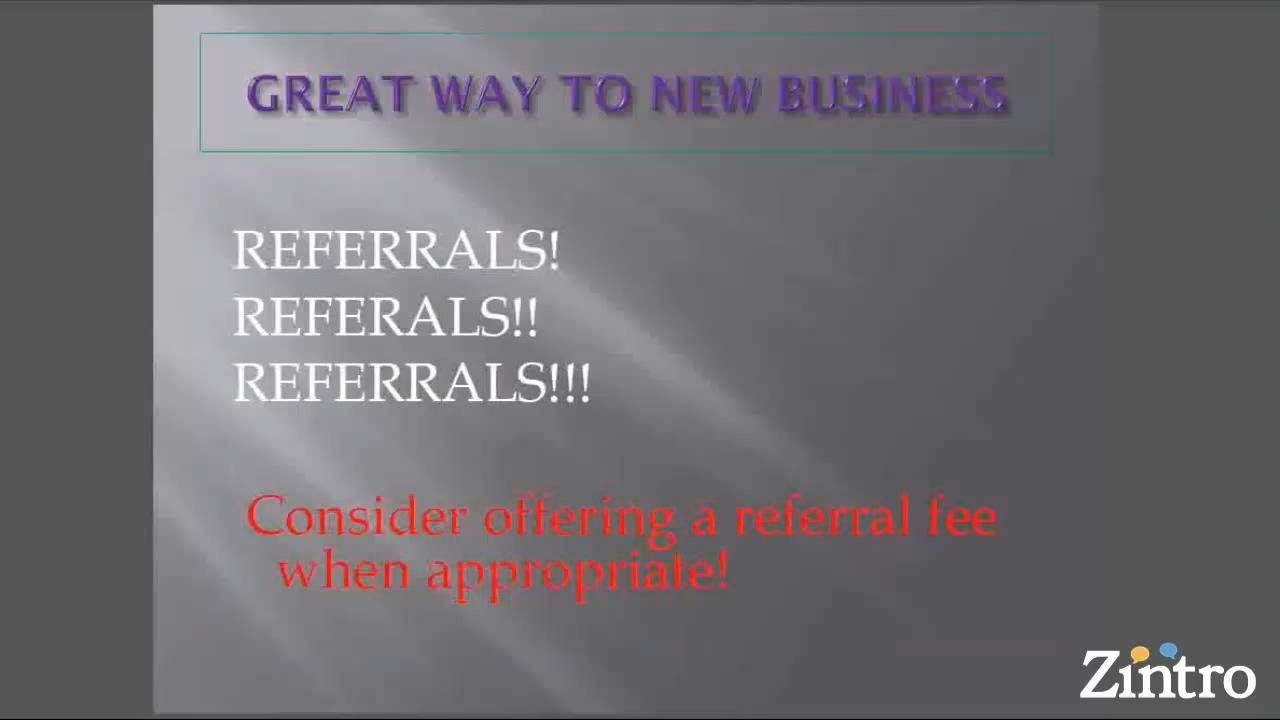 GREAT WAY TO NEW BUSINESS
REFERRALS!
REFERALS!!
REFERRALS!!!
Consider offering a referral fee
when appropriate!
Zintro